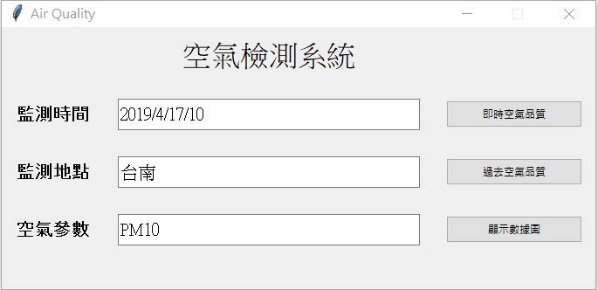 Air Quality
空氣檢測系統
監測時間 2019/4/17/10 即時空氣品質
監測地點 台南 過去空氣品質
空氣參數 PM10 顯示數據圖